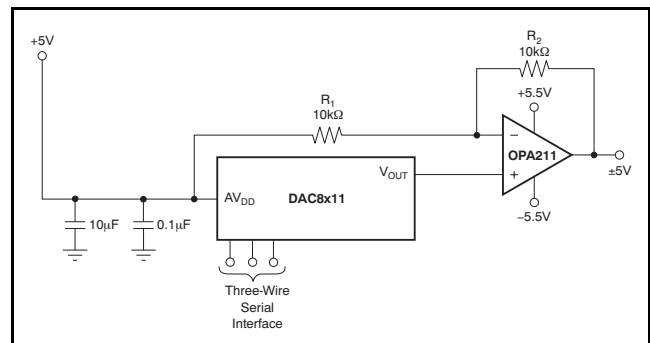 +5V
R2
10kΩ
+5.5V
R1
10kΩ
−
OPA211
VOUT
+
±5V
AVDD
DAC8x11
−5.5V
10μF
0.1μF
Three-Wire
Serial
Interface